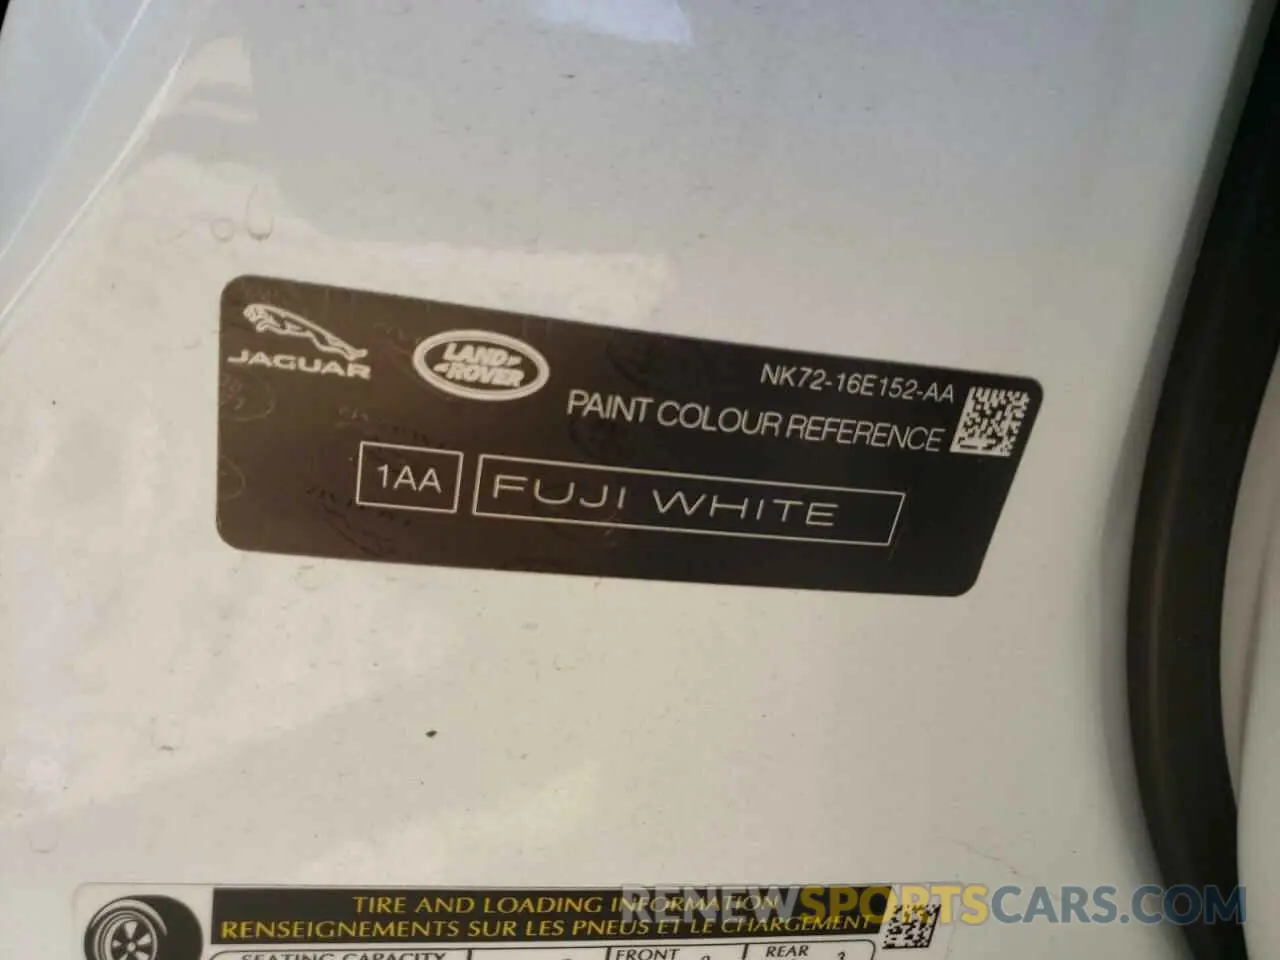 JAGUAR
LAND
ROVER
NK72-16E152-AA
PAINT COLOUR REFERENCE
1AA
FUJI WHITE
TIRE AND LOADING INFORMATION
RENSEIGNEMENTS SUR LES PNEUS ET LE CHARGEMENT
SEATING CAPACITY
FRONT
REAR
RENEWSPORTSCARS.COM